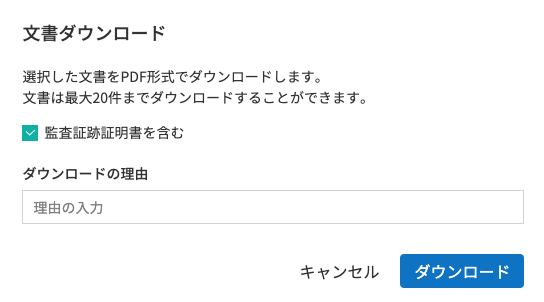 文書ダウンロード
選択した文書をPDF形式でダウンロードします。
文書は最大20件までダウンロードすることができます。
監査証跡証明書を含む
ダウンロードの理由
理由の入力
キャンセル ダウンロード